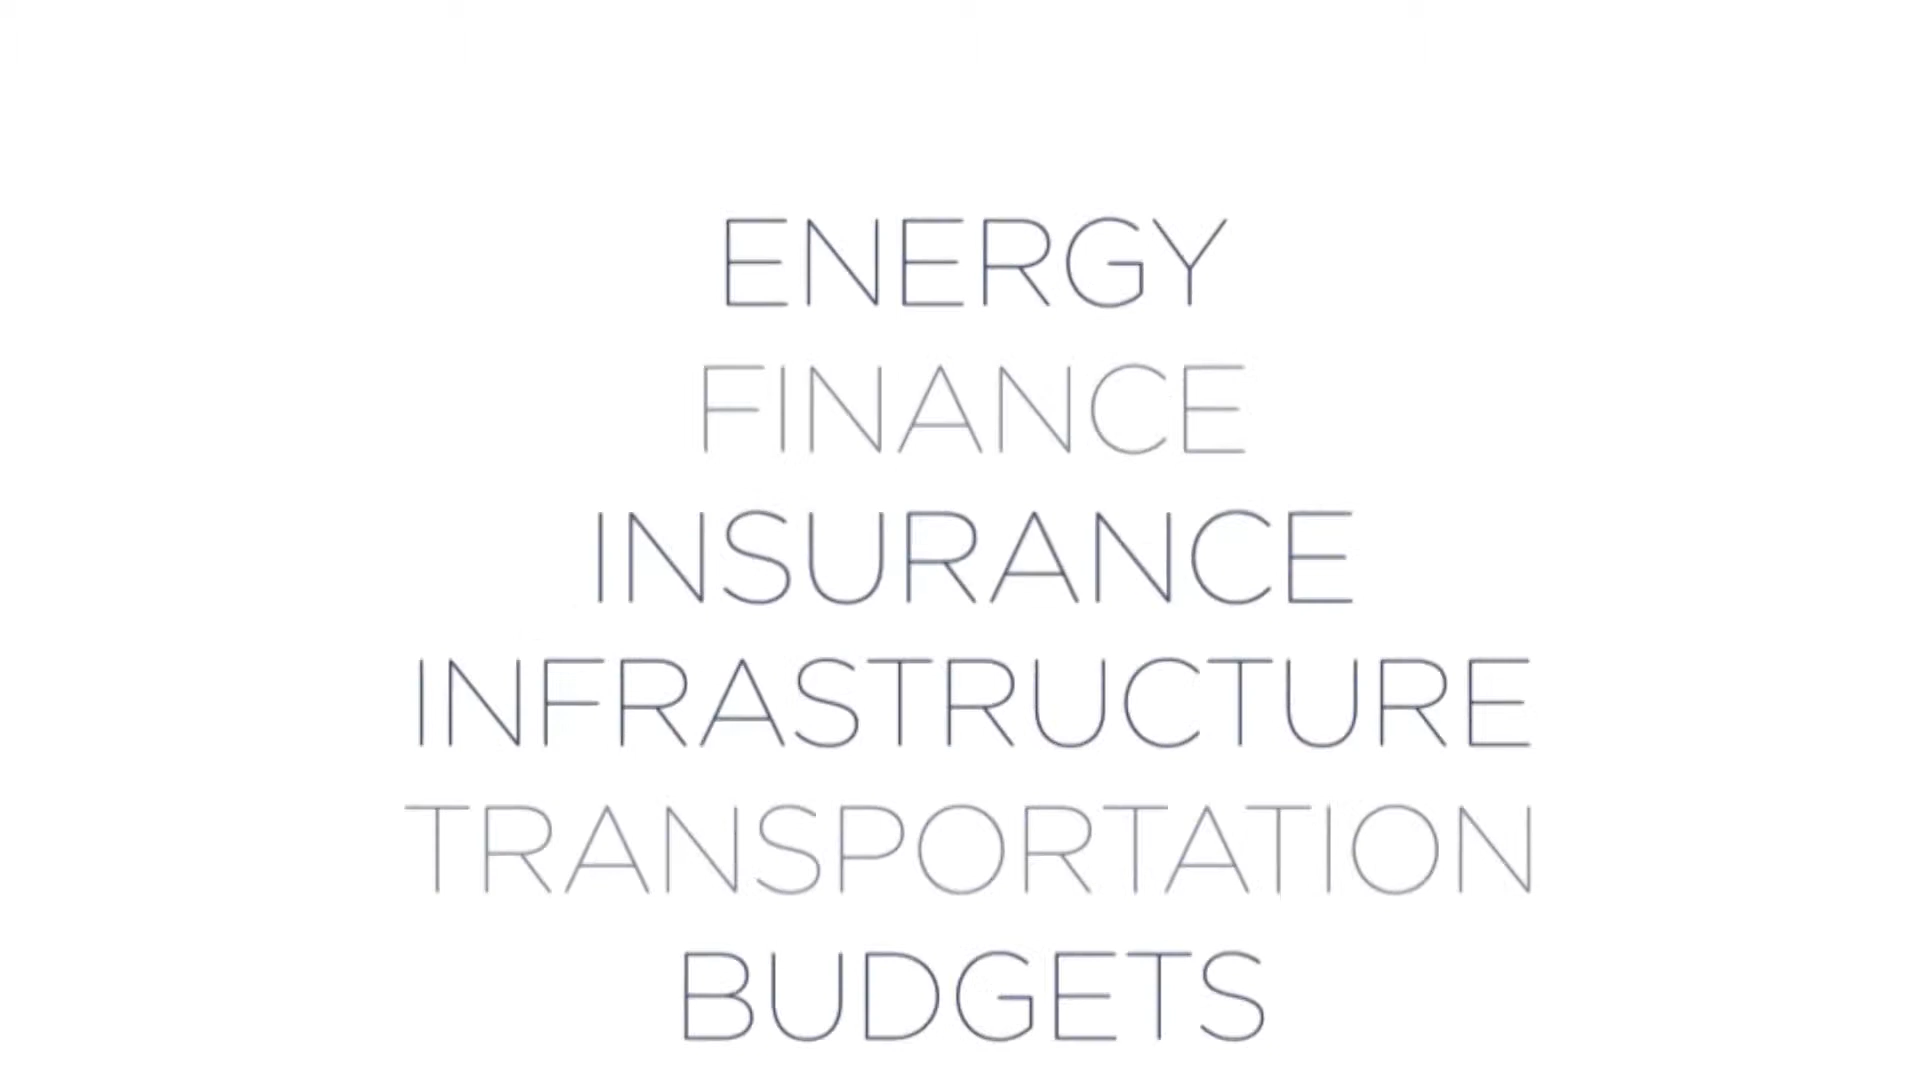 ENERGY
FINANCE
INSURANCE
INFRASTRUCTURE
TRANSPORTATION
BUDGETS